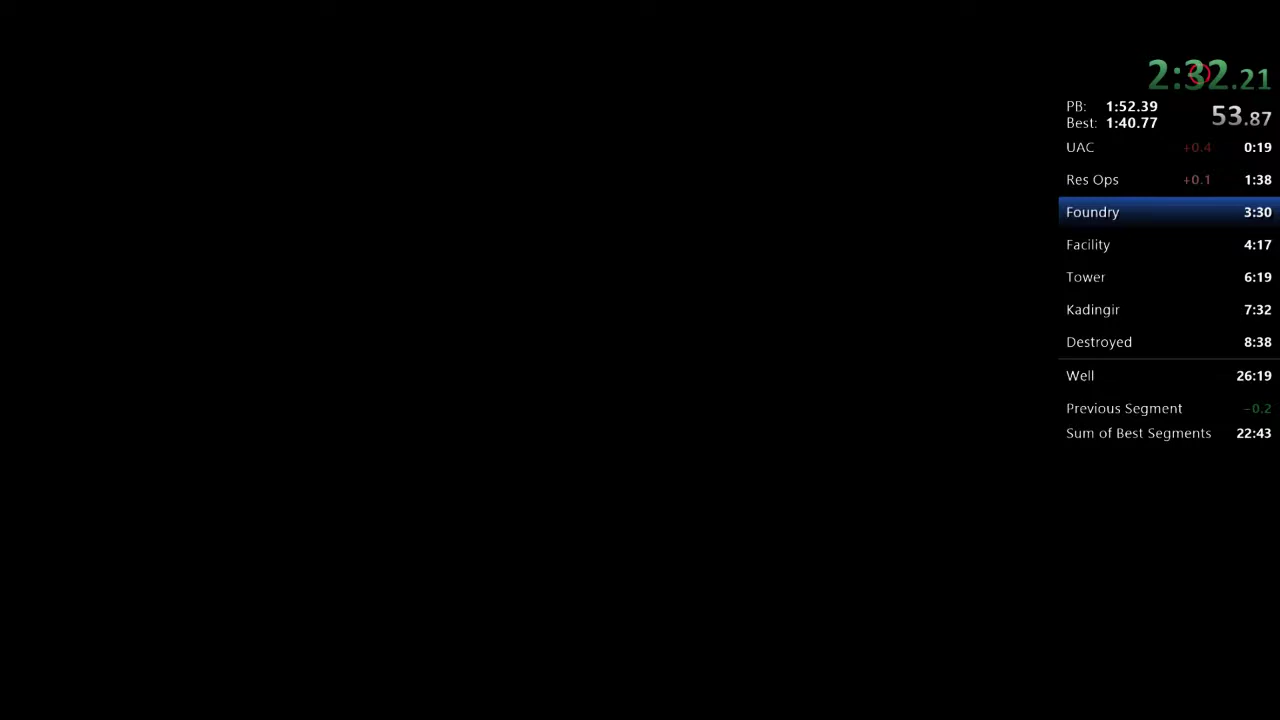 2:32.21
PB: 1:52.39 53.87
Best: 1:40.77
UAC +0.4 0:19
Res Ops +0.1 1:38
Foundry 3:30
Facility 4:17
Tower 6:19
Kadingir 7:32
Destroyed 8:38
Well 26:19
Previous Segment −0.2
Sum of Best Segments 22:43